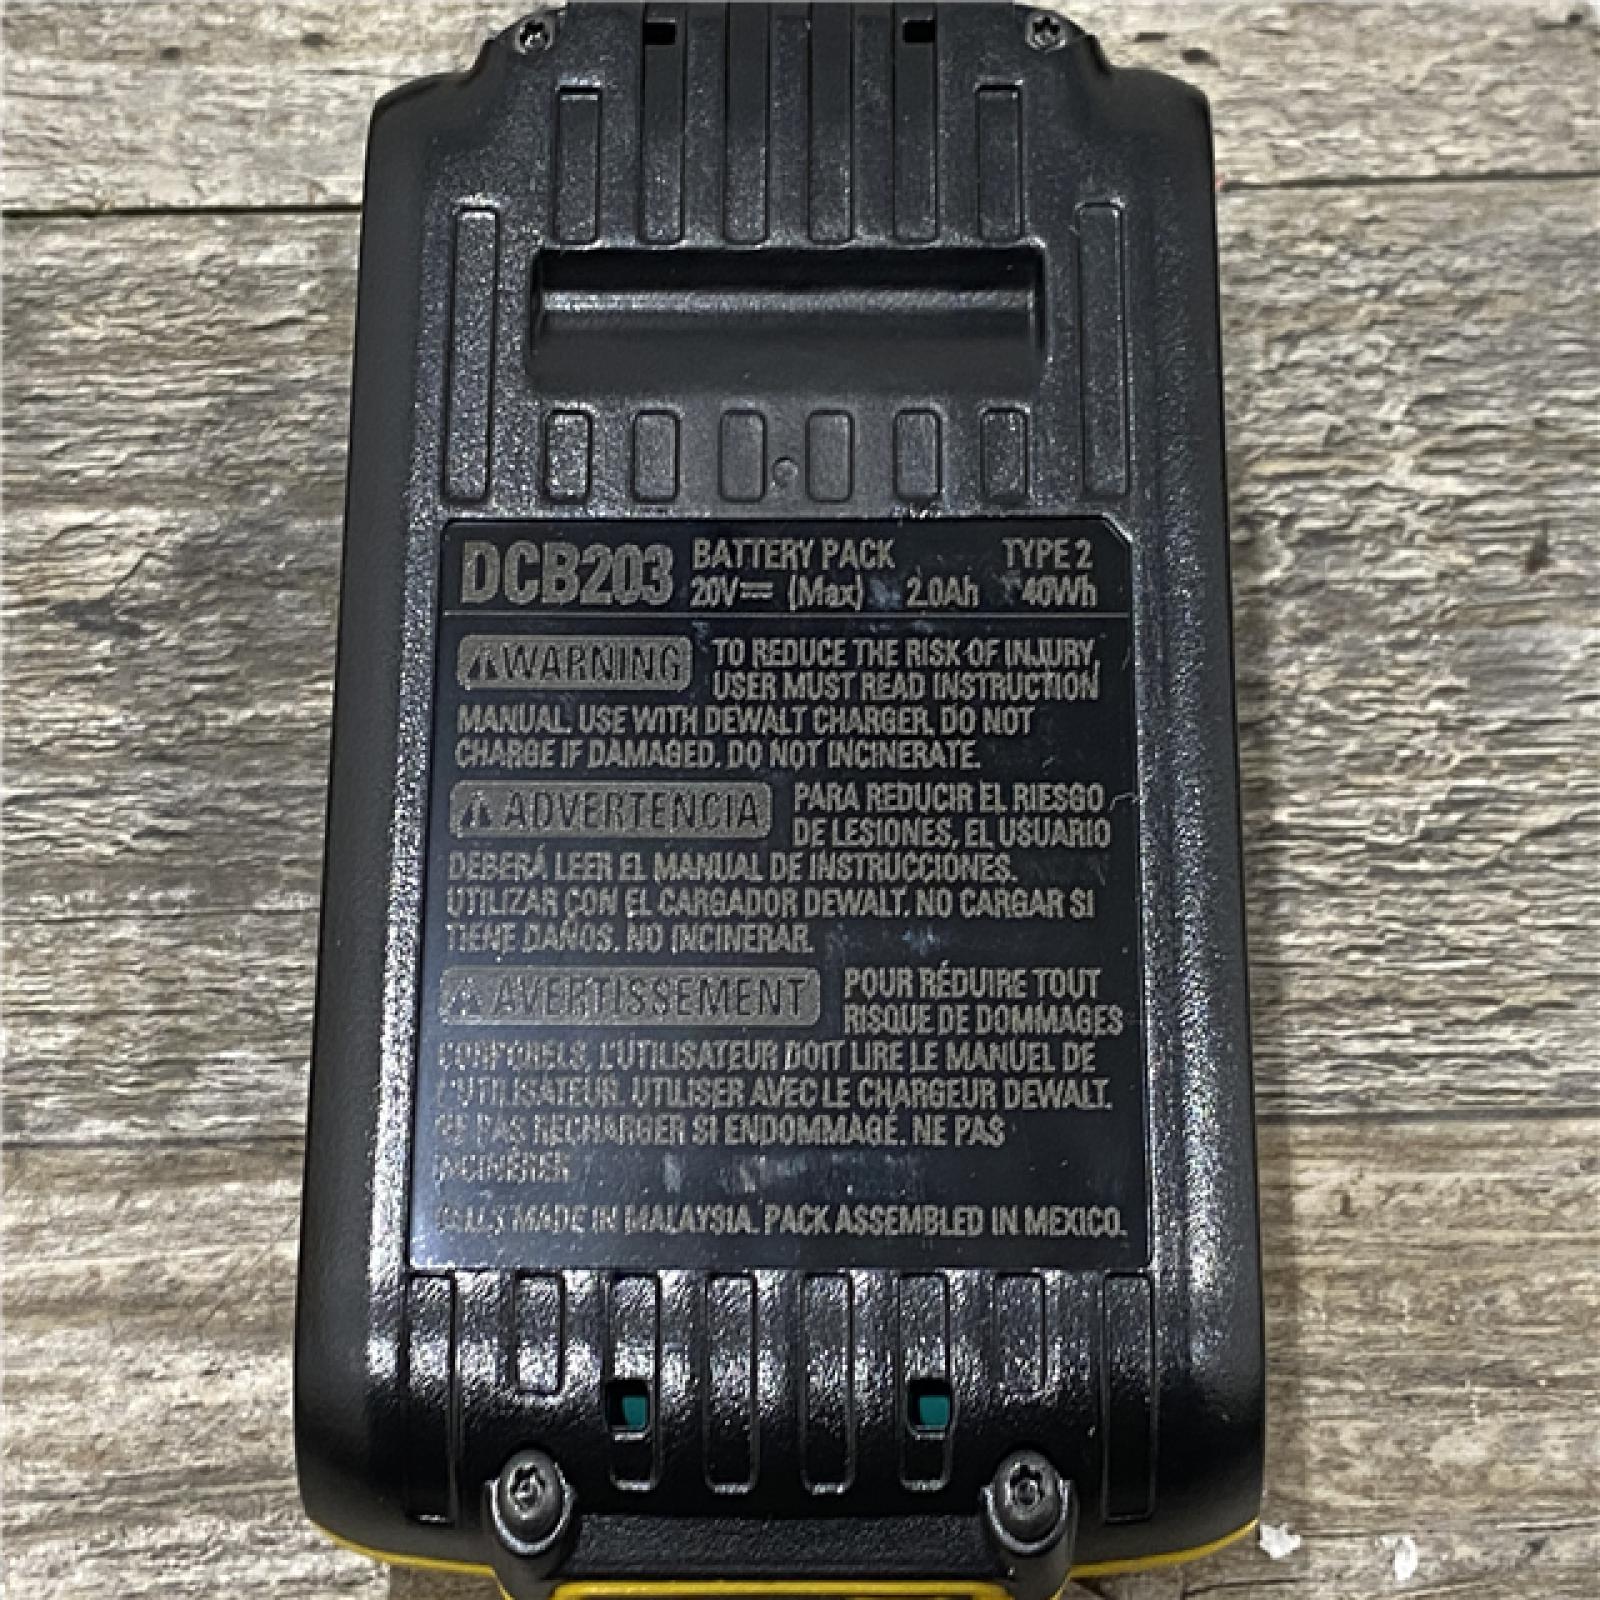 DCB203 BATTERY PACK TYPE 2
20V⎓ (Max) 2.0Ah 40Wh
⚠WARNING TO REDUCE THE RISK OF INJURY,
USER MUST READ INSTRUCTION
MANUAL. USE WITH DEWALT CHARGER. DO NOT
CHARGE IF DAMAGED. DO NOT INCINERATE.
⚠ADVERTENCIA PARA REDUCIR EL RIESGO
DE LESIONES, EL USUARIO
DEBERÁ LEER EL MANUAL DE INSTRUCCIONES.
UTILIZAR CON EL CARGADOR DEWALT. NO CARGAR SI
TIENE DAÑOS. NO INCINERAR.
⚠AVERTISSEMENT POUR RÉDUIRE TOUT
RISQUE DE DOMMAGES
CORPORELS, L'UTILISATEUR DOIT LIRE LE MANUEL DE
L'UTILISATEUR. UTILISER AVEC LE CHARGEUR DEWALT.
NE PAS RECHARGER SI ENDOMMAGÉ. NE PAS
INCINÉRER.
CELLS MADE IN MALAYSIA. PACK ASSEMBLED IN MEXICO.